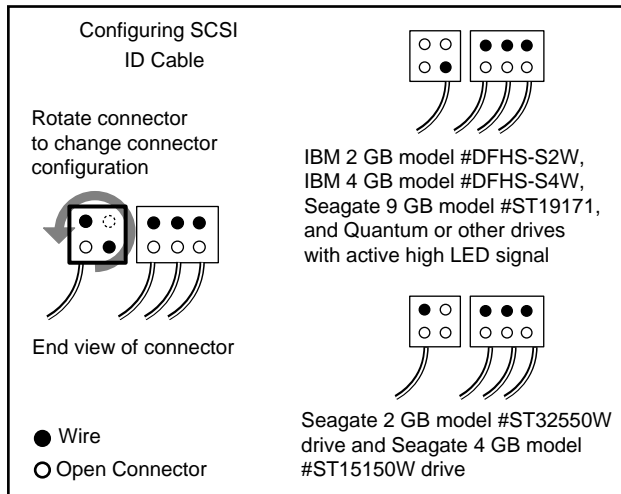 Configuring SCSI
ID Cable
Rotate connector
to change connector
configuration
End view of connector
Wire
Open Connector
IBM 2 GB model #DFHS-S2W,
IBM 4 GB model #DFHS-S4W,
Seagate 9 GB model #ST19171,
and Quantum or other drives
with active high LED signal
Seagate 2 GB model #ST32550W
drive and Seagate 4 GB model
#ST15150W drive